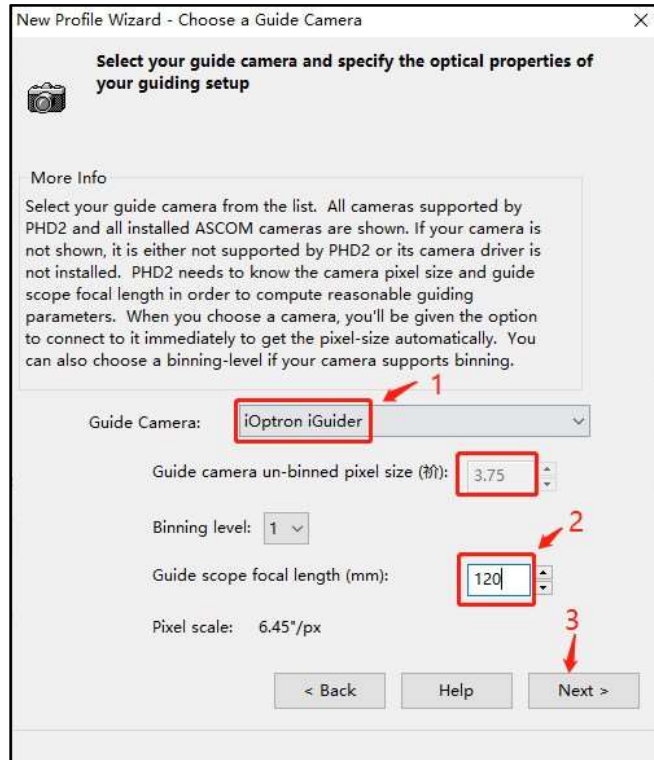 New Profile Wizard - Choose a Guide Camera
Select your guide camera and specify the optical properties of
your guiding setup
More Info
Select your guide camera from the list. All cameras supported by
PHD2 and all installed ASCOM cameras are shown. If your camera is
not shown, it is either not supported by PHD2 or its camera driver is
not installed. PHD2 needs to know the camera pixel size and guide
scope focal length in order to compute reasonable guiding
parameters. When you choose a camera, you'll be given the option
to connect to it immediately to get the pixel-size automatically. You
can also choose a binning-level if your camera supports binning.
1
Guide Camera: iOptron iGuider
Guide camera un-binned pixel size (祄): 3.75
Binning level: 1
2
Guide scope focal length (mm): 120
Pixel scale: 6.45"/px
3
< Back Help Next >